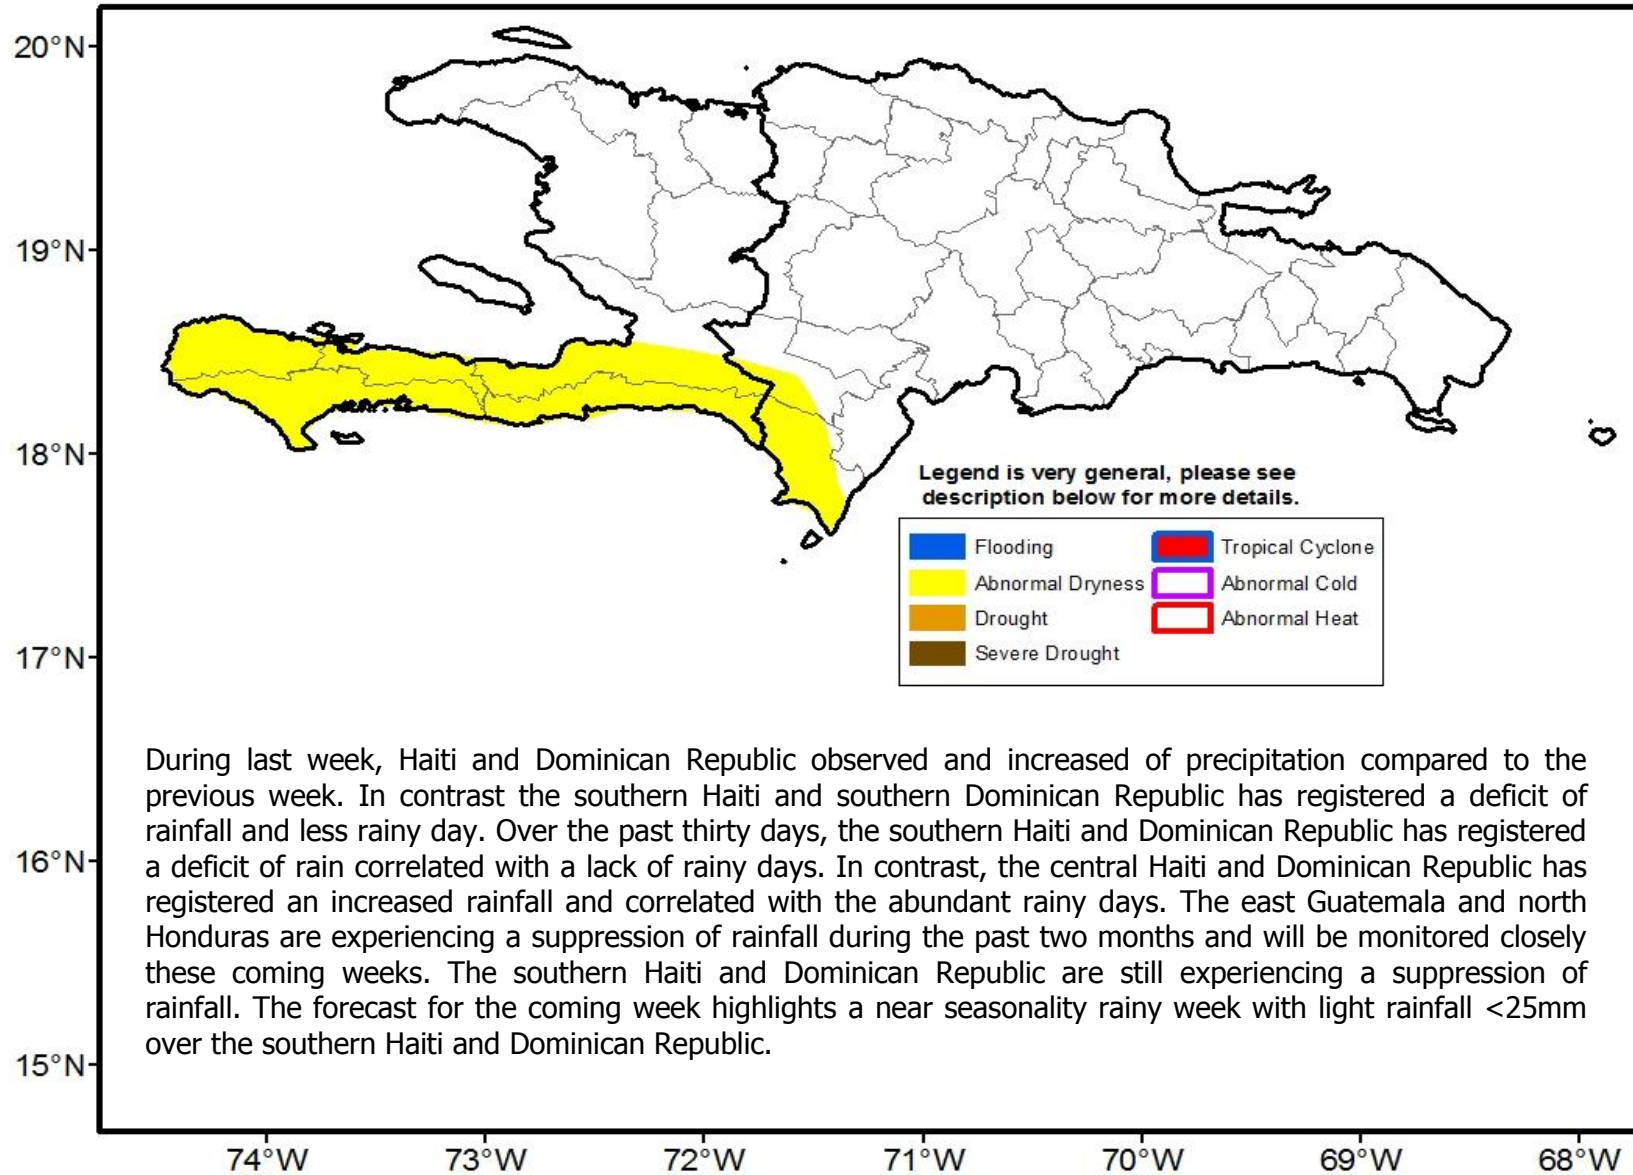 20°N
19°N
18°N
17°N
16°N
15°N
Legend is very general, please see
description below for more details.
Flooding
Tropical Cyclone
Abnormal Dryness
Abnormal Cold
Drought
Abnormal Heat
Severe Drought
During last week, Haiti and Dominican Republic observed and increased of precipitation compared to the
previous week. In contrast the southern Haiti and southern Dominican Republic has registered a deficit of
rainfall and less rainy day. Over the past thirty days, the southern Haiti and Dominican Republic has registered
a deficit of rain correlated with a lack of rainy days. In contrast, the central Haiti and Dominican Republic has
registered an increased rainfall and correlated with the abundant rainy days. The east Guatemala and north
Honduras are experiencing a suppression of rainfall during the past two months and will be monitored closely
these coming weeks. The southern Haiti and Dominican Republic are still experiencing a suppression of
rainfall. The forecast for the coming week highlights a near seasonality rainy week with light rainfall <25mm
over the southern Haiti and Dominican Republic.
74°W 73°W 72°W 71°W 70°W 69°W 68°W